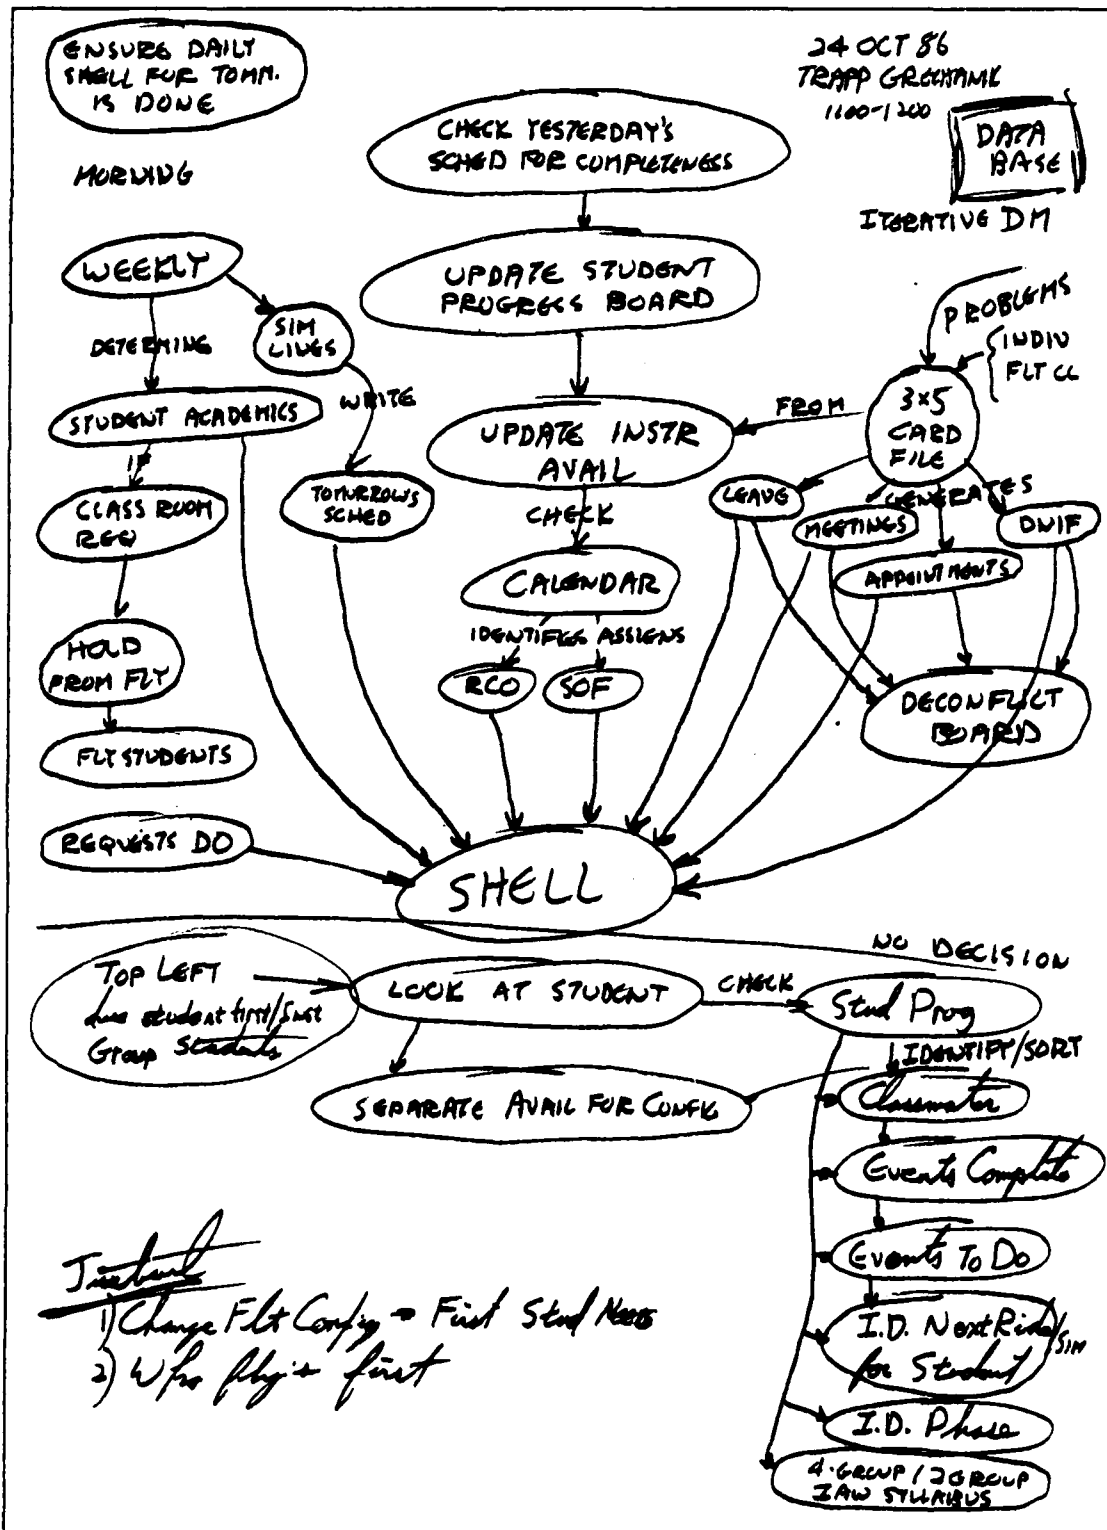 ENSURE DAILY
SHELL FOR TOMM.
IS DONE
24 OCT 86
1100-1200
DATA
BASE
ITERATIVE DM
MORNING
CHECK YESTERDAY'S
SCHED FOR COMPLETENESS
WEEKLY
UPDATE STUDENT
PROGRESS BOARD
SIM
LINES
DETERMINE
PROBLEMS
INDIV
FLT CC
STUDENT ACADEMICS
WRITE
UPDATE INSTR
AVAIL
FROM
3x5
CARD
FILE
IF
CLASS ROOM
REQ
TOMORROWS
SCHED
CHECK
LEAVE
GENERATES
MEETINGS
DNIF
APPOINTMENTS
CALENDAR
IDENTIFIES ASSIGNS
HOLD
FROM FLY
RCO
SOF
DECONFLICT
BOARD
FLT STUDENTS
REQUESTS DO
SHELL
NO DECISION
TOP LEFT
student first/
Group Students
LOOK AT STUDENT
CHECK
Stud Prog
IDENTIFY/SORT
SEPARATE AVAIL FOR CONFIG
Classmates
Events Complete
Events To Do
I.D. Next Ride/SIM
for Student
I.D. Phase
4-GROUP / 2 GROUP
IAW SYLLABUS
1) Change Flt Config = First Stud Needs
2) Who fly's first